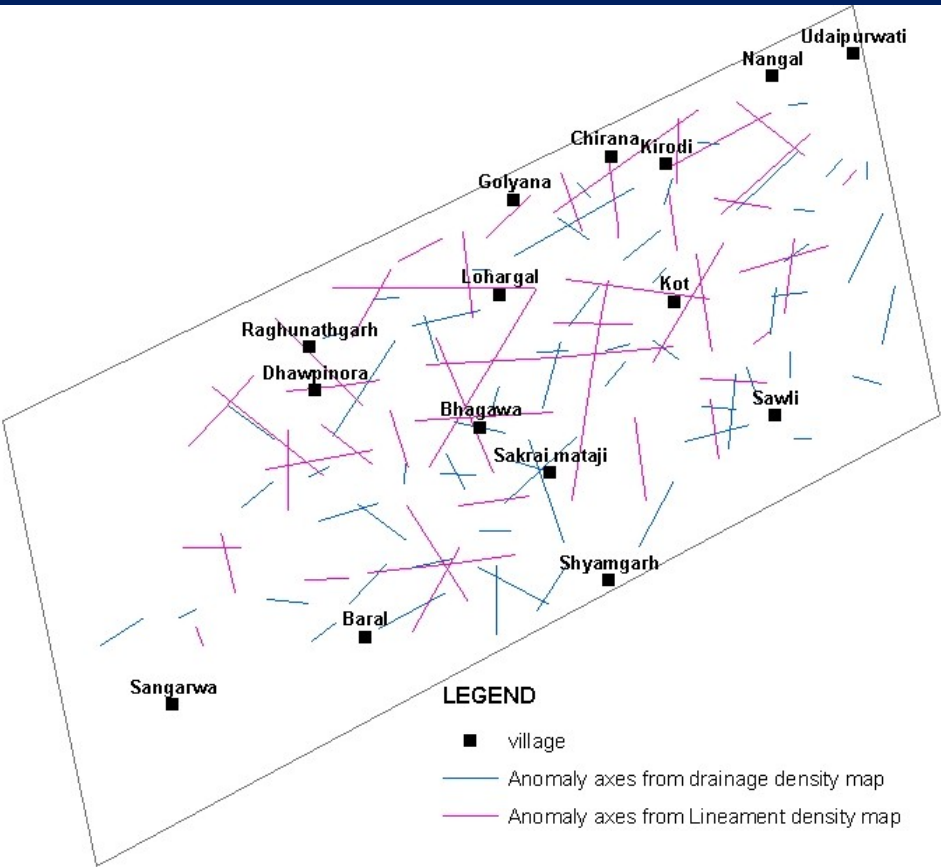 Udaipurwati
Nangal
Chirana
Kirodi
Golyana
Lohargal
Kot
Raghunathgarh
Dhawpinora
Sawli
Bhagawa
Sakrai mataji
Shyamgarh
Baral
Sangarwa
LEGEND
village
Anomaly axes from drainage density map
Anomaly axes from Lineament density map